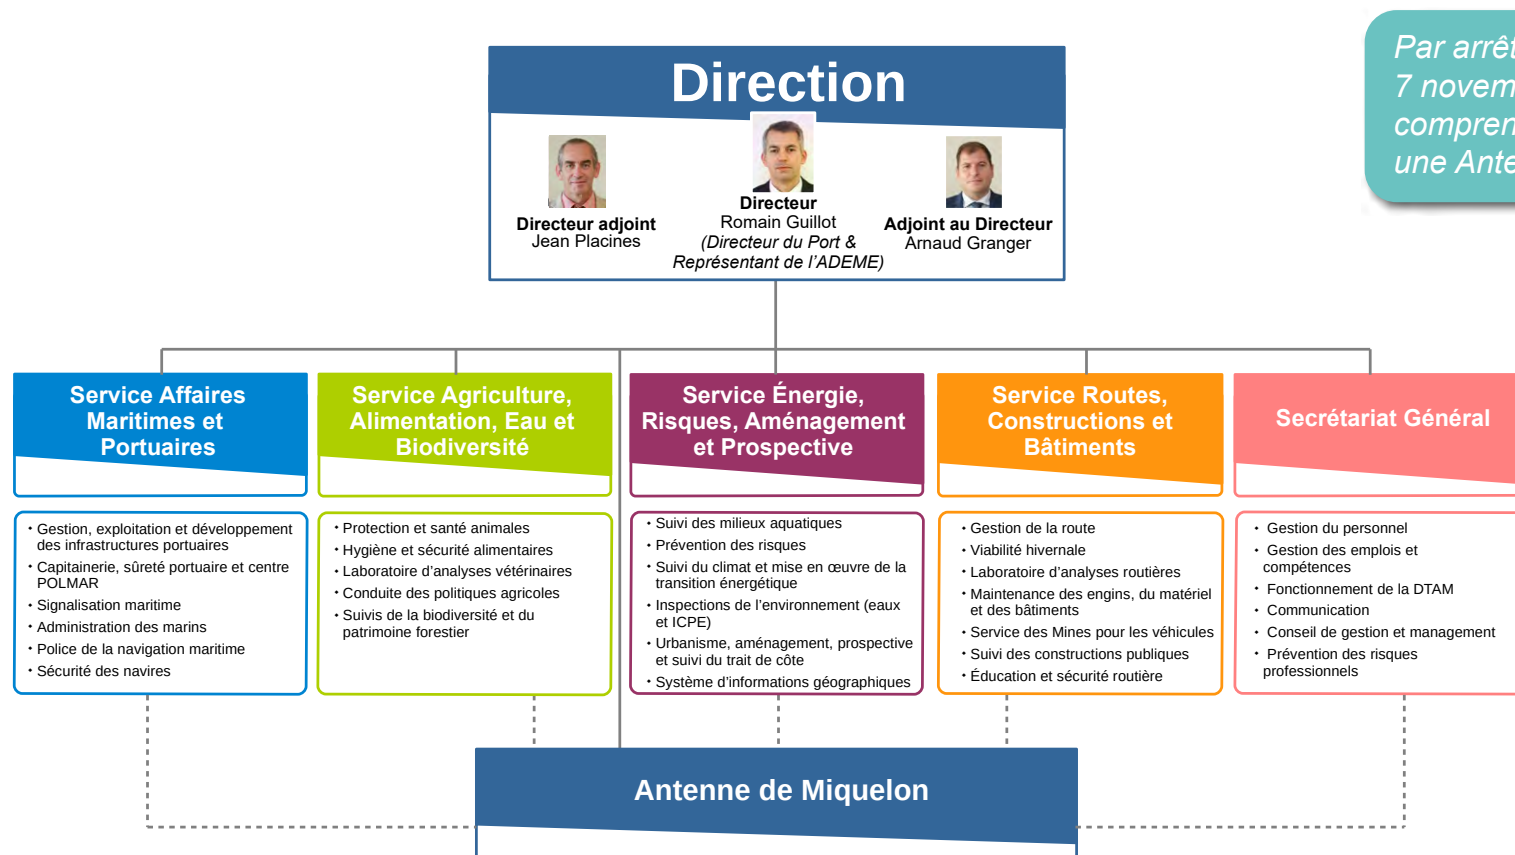 Direction
Par arrêt
7 novem
compren
une Ante
Directeur adjoint
Jean Placines
Directeur
Romain Guillot
(Directeur du Port &
Représentant de l’ADEME)
Adjoint au Directeur
Arnaud Granger
Service Affaires
Maritimes et
Portuaires
• Gestion, exploitation et développement
des infrastructures portuaires
• Capitainerie, sûreté portuaire et centre
POLMAR
• Signalisation maritime
• Administration des marins
• Police de la navigation maritime
• Sécurité des navires
Service Agriculture,
Alimentation, Eau et
Biodiversité
• Protection et santé animales
• Hygiène et sécurité alimentaires
• Laboratoire d’analyses vétérinaires
• Conduite des politiques agricoles
• Suivis de la biodiversité et du
patrimoine forestier
Service Énergie,
Risques, Aménagement
et Prospective
• Suivi des milieux aquatiques
• Prévention des risques
• Suivi du climat et mise en œuvre de la
transition énergétique
• Inspections de l’environnement (eaux
et ICPE)
• Urbanisme, aménagement, prospective
et suivi du trait de côte
• Système d’informations géographiques
Service Routes,
Constructions et
Bâtiments
• Gestion de la route
• Viabilité hivernale
• Laboratoire d’analyses routières
• Maintenance des engins, du matériel
et des bâtiments
• Service des Mines pour les véhicules
• Suivi des constructions publiques
• Éducation et sécurité routière
Secrétariat Général
• Gestion du personnel
• Gestion des emplois et
compétences
• Fonctionnement de la DTAM
• Communication
• Conseil de gestion et management
• Prévention des risques
professionnels
Antenne de Miquelon